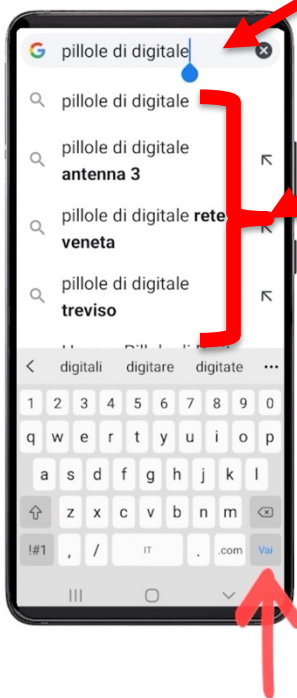 pillole di digitale
pillole di digitale
pillole di digitale
antenna 3
pillole di digitale rete
veneta
pillole di digitale
treviso
digitali digitare digitate
1 2 3 4 5 6 7 8 9 0
q w e r t y u i o p
a s d f g h j k l
z x c v b n m
!#1 , / IT . .com Vai